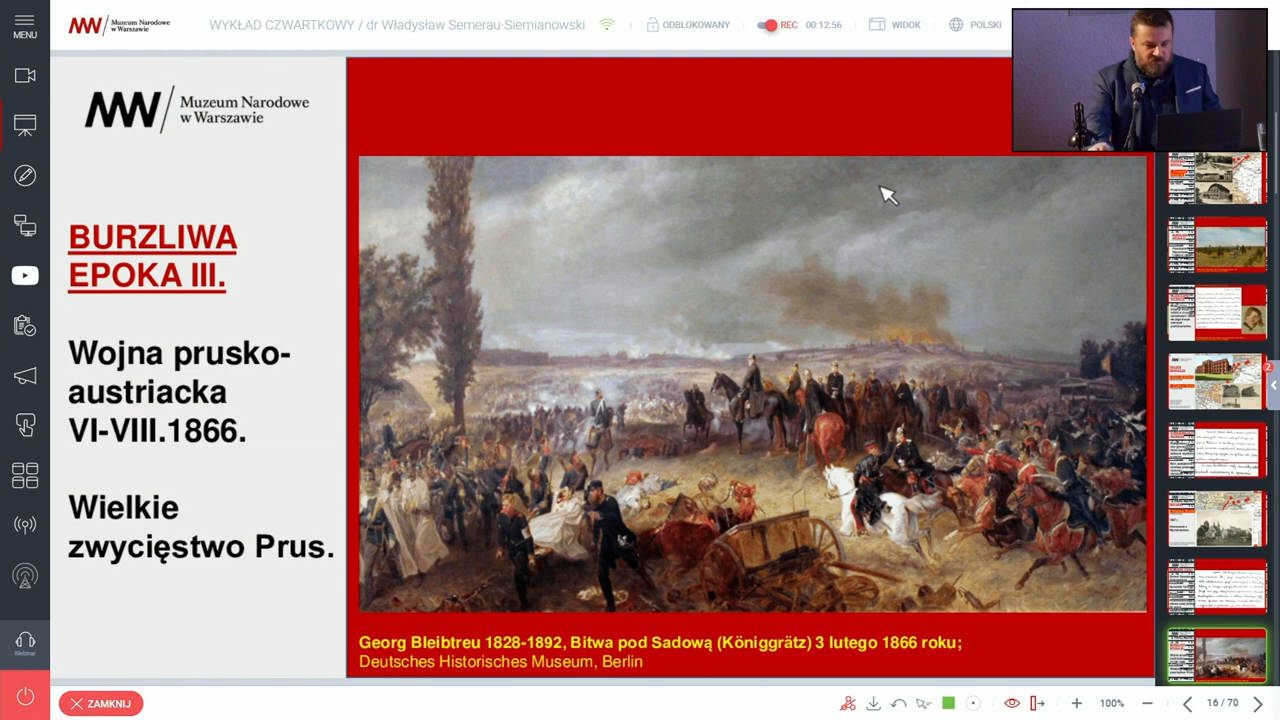 MENU
Muzeum Narodowe
w Warszawie
WYKŁAD CZWARTKOWY / dr Władysław Semerau-Siemianowski
ODBLOKOWANY
REC 00:12:56
WIDOK
POLSKI
Muzeum Narodowe
w Warszawie
BURZLIWA
EPOKA III.
Wojna prusko-
austriacka
VI-VIII.1866.
Wielkie
zwycięstwo Prus.
Georg Bleibtreu 1828-1892, Bitwa pod Sadową (Königgrätz) 3 lutego 1866 roku;
Deutsches Historisches Museum, Berlin
2
Webinar
ZAMKNIJ
100%
16 / 70